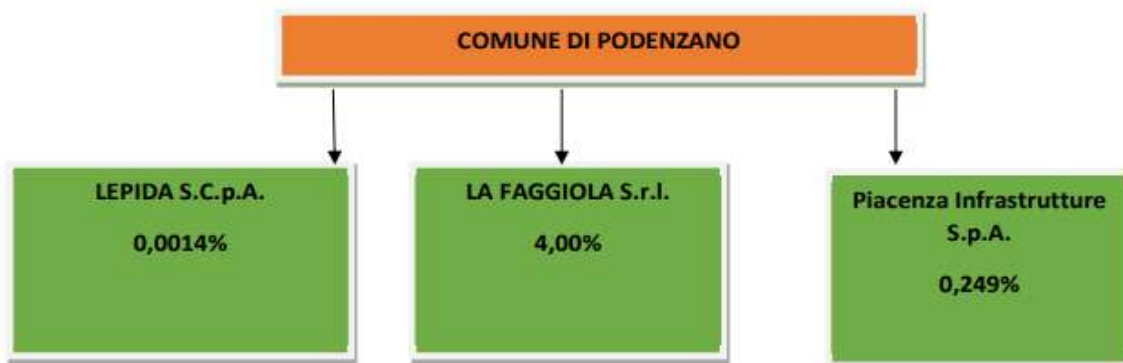 COMUNE DI PODENZANO
LEPIDA S.C.p.A.
0,0014%
LA FAGGIOLA S.r.l.
4,00%
Piacenza Infrastrutture
S.p.A.
0,249%